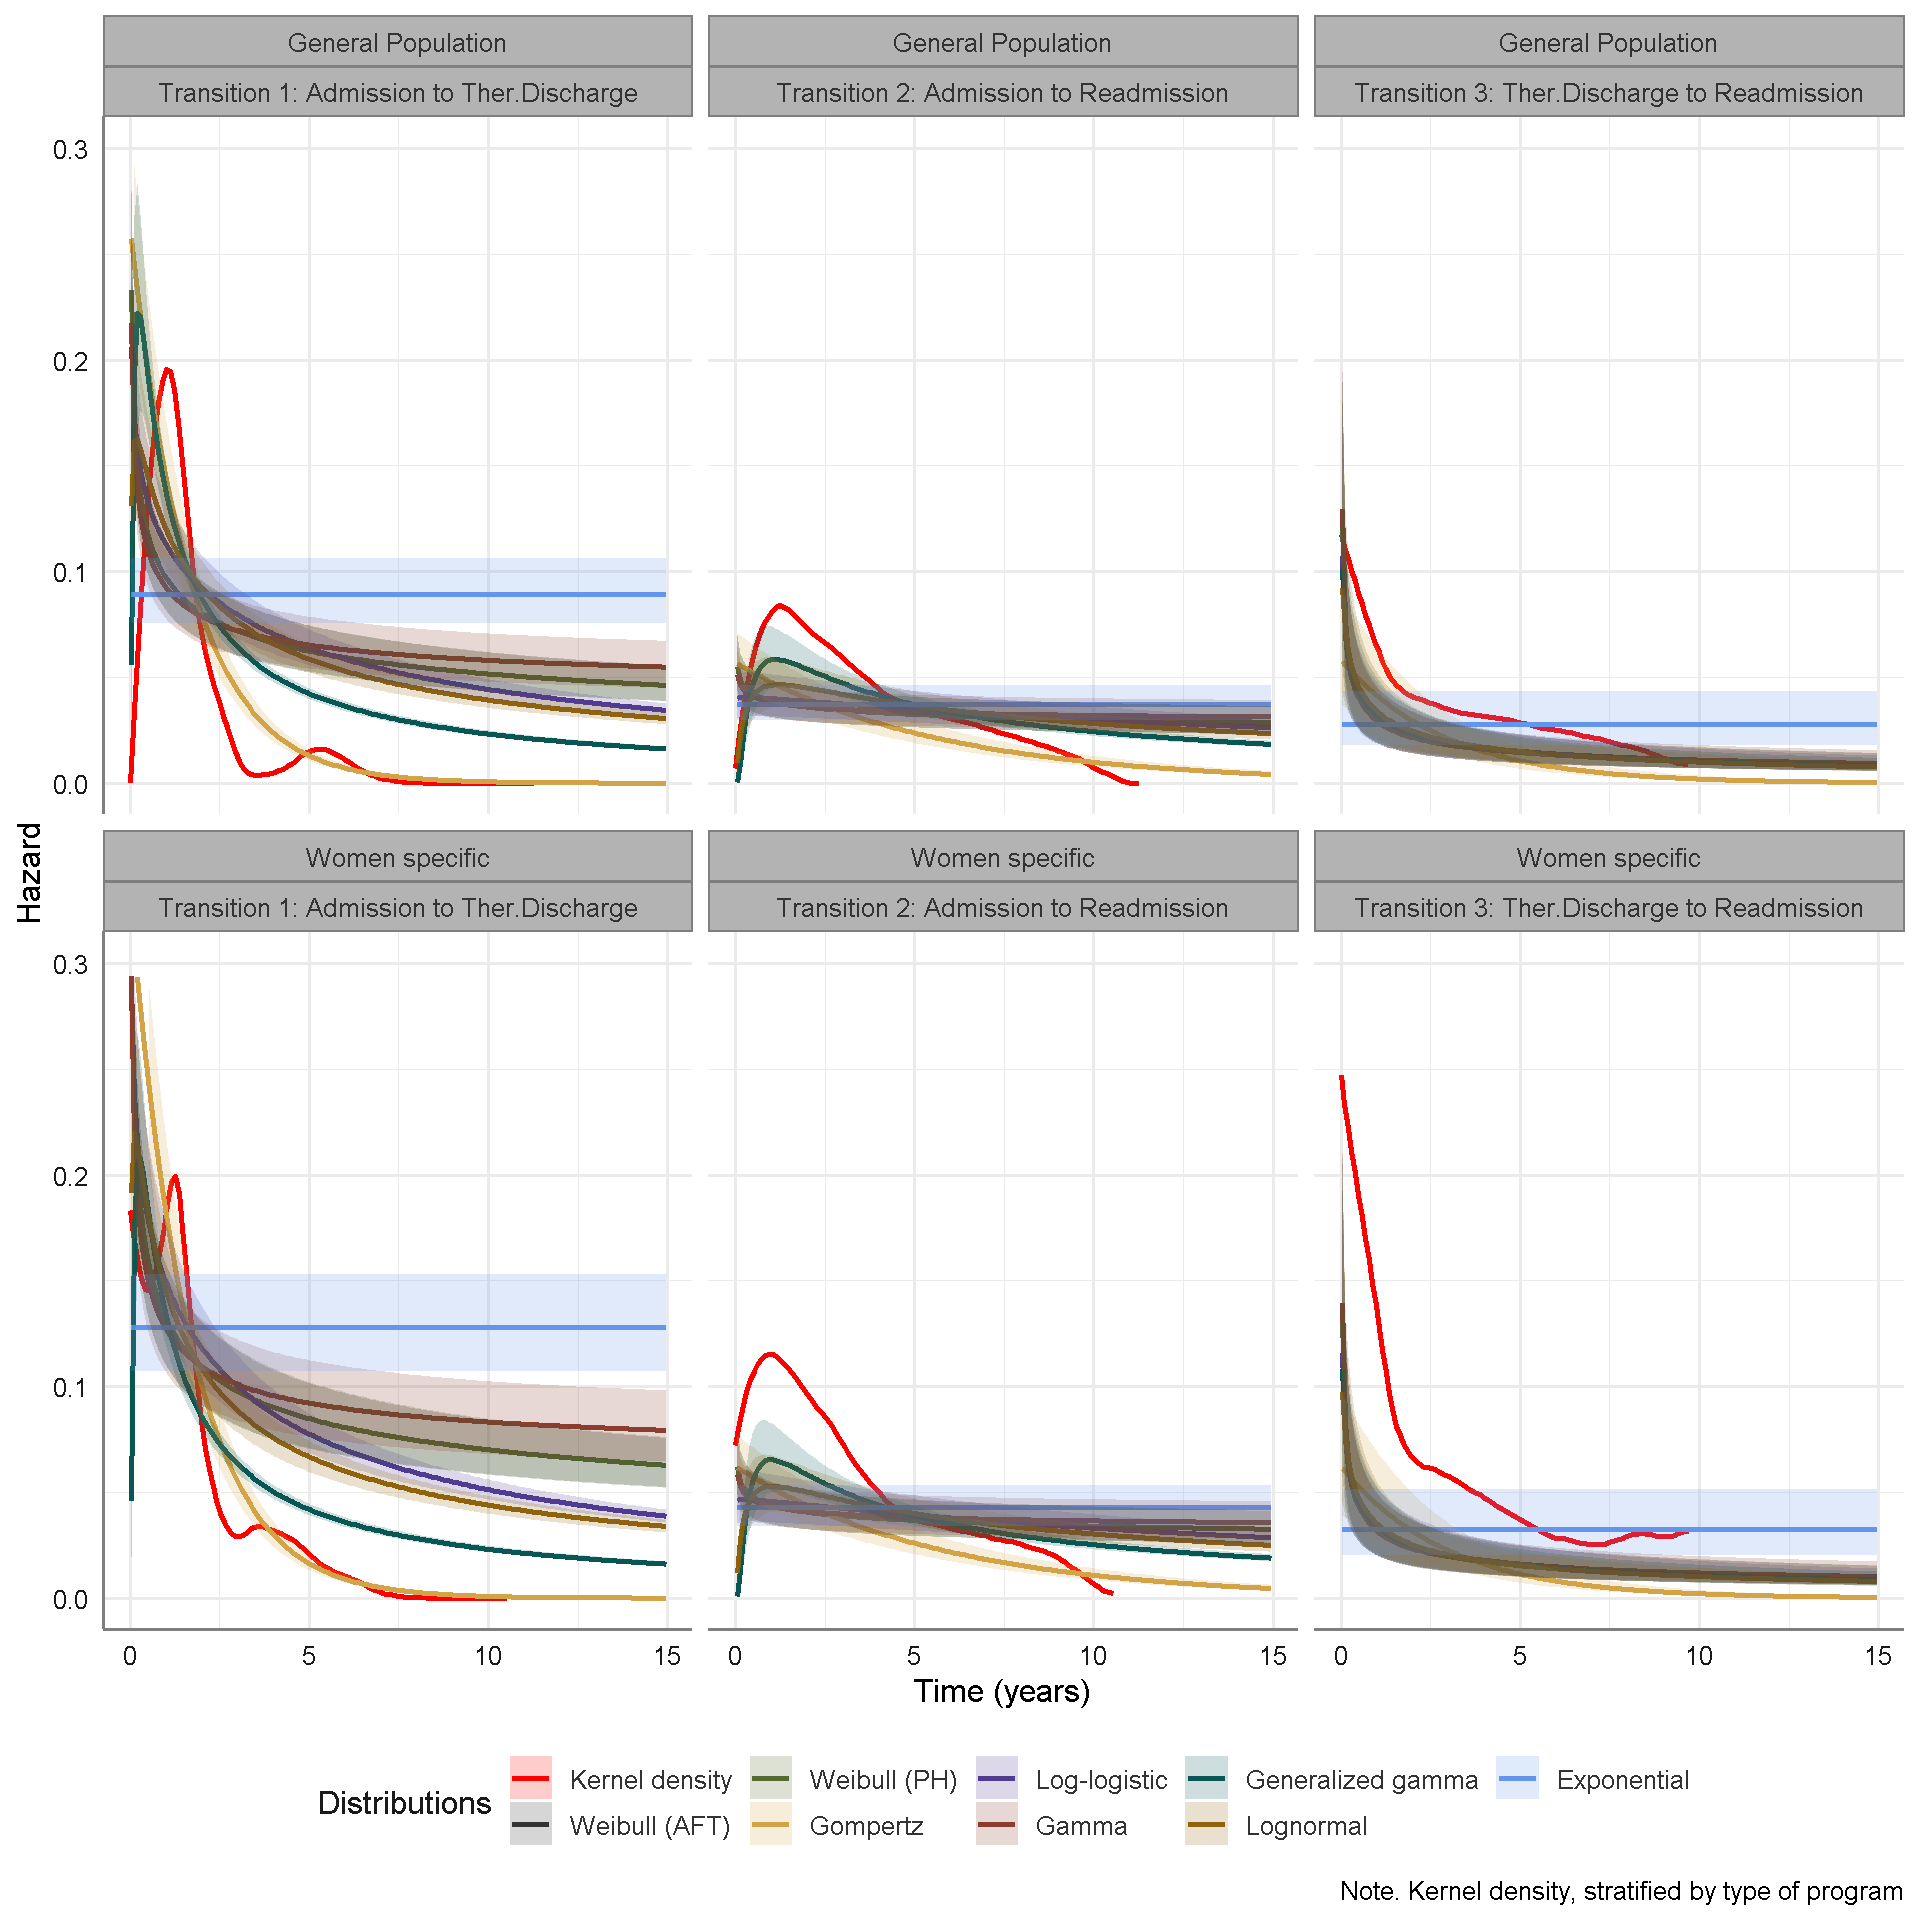 General Population
General Population
General Population
Transition 1: Admission to Ther.Discharge
Transition 2: Admission to Readmission
Transition 3: Ther.Discharge to Readmission
0.3
0.2
0.1
0.0
Hazard
Women specific
Women specific
Women specific
Transition 1: Admission to Ther.Discharge
Transition 2: Admission to Readmission
Transition 3: Ther.Discharge to Readmission
0.3
0.2
0.1
0.0
0 5 10 15
0 5 10 15
0 5 10 15
Time (years)
Distributions
Kernel density
Weibull (PH)
Log-logistic
Generalized gamma
Exponential
Weibull (AFT)
Gompertz
Gamma
Lognormal
Note. Kernel density, stratified by type of program